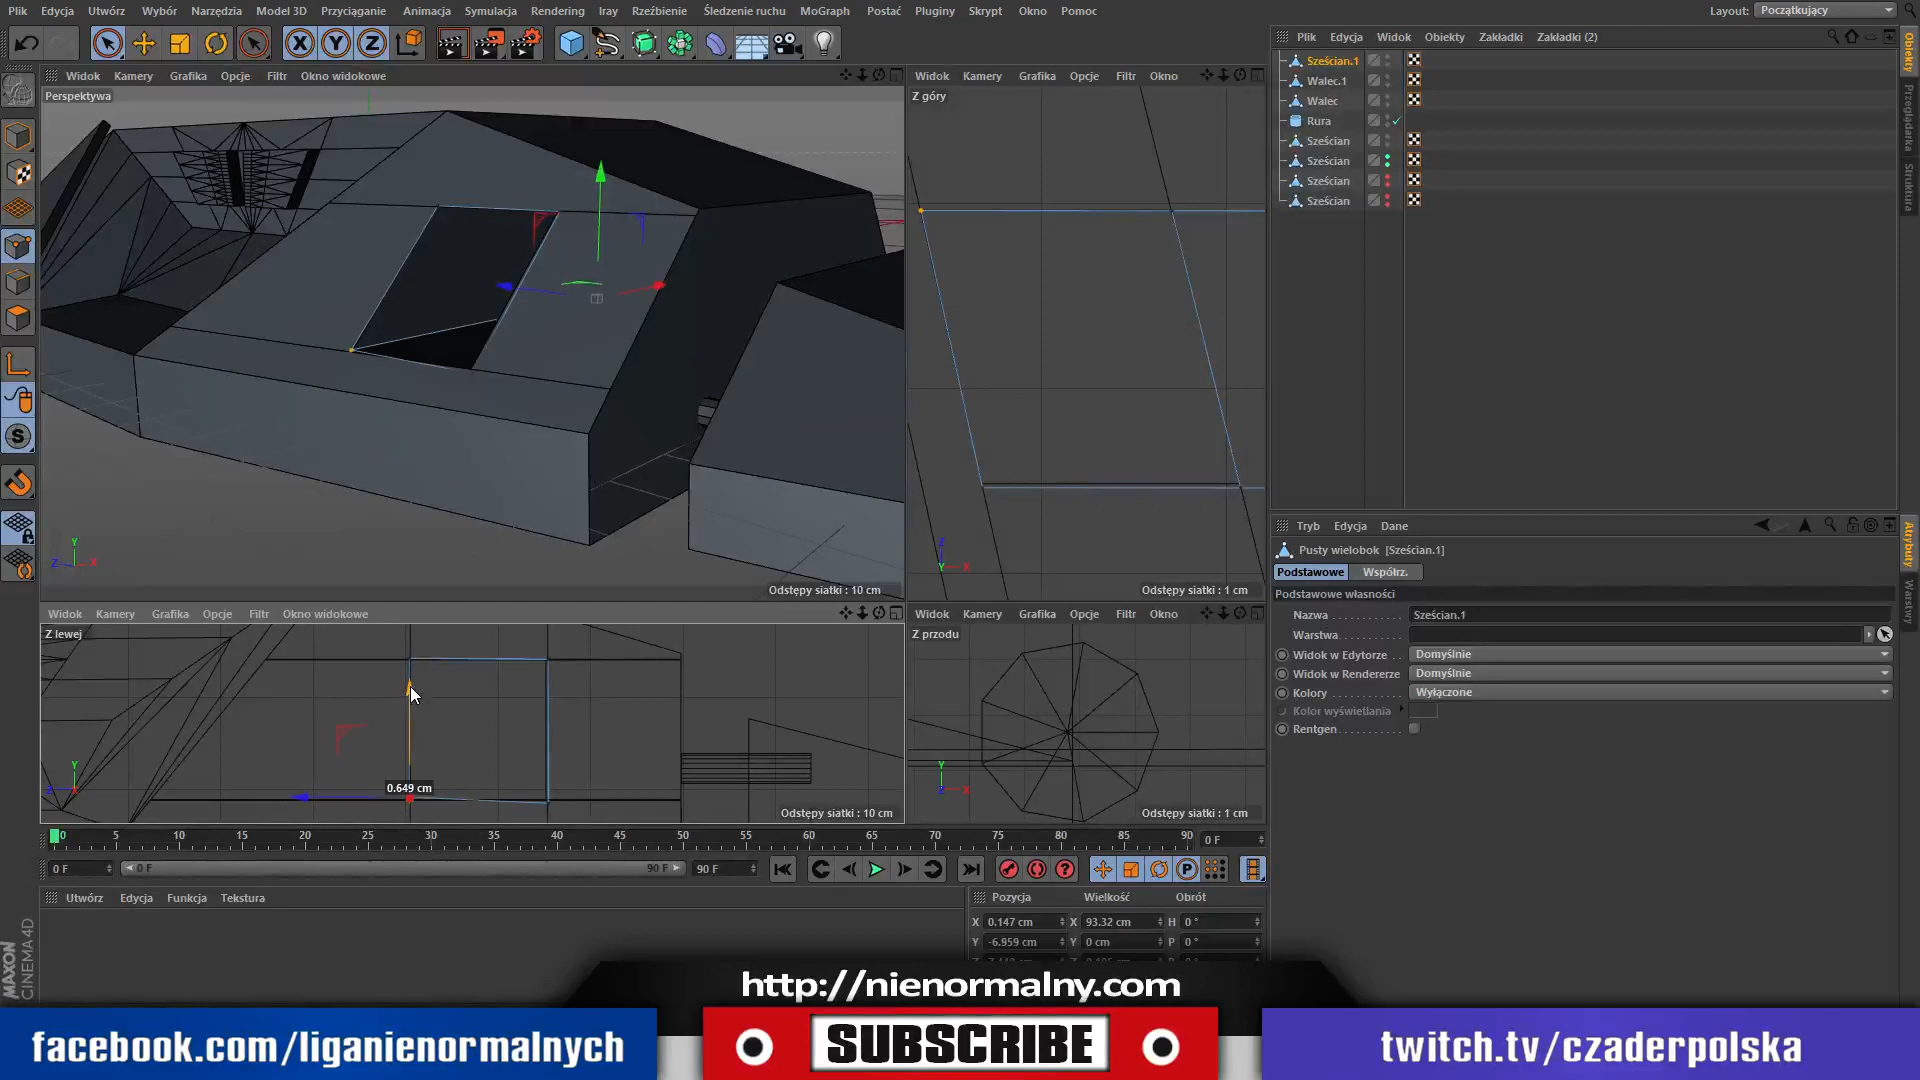 Plik Edycja Utwórz Wybór Narzędzia Model 3D Przyciąganie Animacja Symulacja Rendering Iray Rzeźbienie Śledzenie ruchu MoGraph Postać Pluginy Skrypt Okno Pomoc Layout: Początkujący
X Y Z
Plik Edycja Widok Obiekty Zakładki Zakładki (2)
Obiekty
Przeglądarka
Struktura
Sześcian.1
Walec.1
Walec
Rura
Sześcian
Sześcian
Sześcian
Sześcian
Widok Kamery Grafika Opcje Filtr Okno widokowe
Perspektywa
Odstępy siatki : 10 cm
Y
Z X
Widok Kamery Grafika Opcje Filtr Okno
Z góry
Odstępy siatki : 1 cm
Z
Y X
Widok Kamery Grafika Opcje Filtr Okno widokowe
Z lewej
0.649 cm
Odstępy siatki : 10 cm
Y
Z X
Widok Kamery Grafika Opcje Filtr Okno
Z przodu
Odstępy siatki : 1 cm
Y
Z X
Tryb Edycja Dane
Atrybuty
Warstwy
Pusty wielobok [Sześcian.1]
Podstawowe Współrz.
Podstawowe własności
Nazwa Sześcian.1
Warstwa
Widok w Edytorze Domyślnie
Widok w Rendererze Domyślnie
Kolory Wyłączone
Kolor wyświetlania
Rentgen
0 5 10 15 20 25 30 35 40 45 50 55 60 65 70 75 80 85 90 0 F
0 F 0 F 90 F 90 F
Utwórz Edycja Funkcja Tekstura
Pozycja Wielkość Obrót
X 0.147 cm X 93.32 cm H 0 °
Y -6.959 cm Y 0 cm P 0 °
MAXON
CINEMA 4D
http://nienormalny.com
facebook.com/liganienormalnych
SUBSCRIBE
twitch.tv/czaderpolska